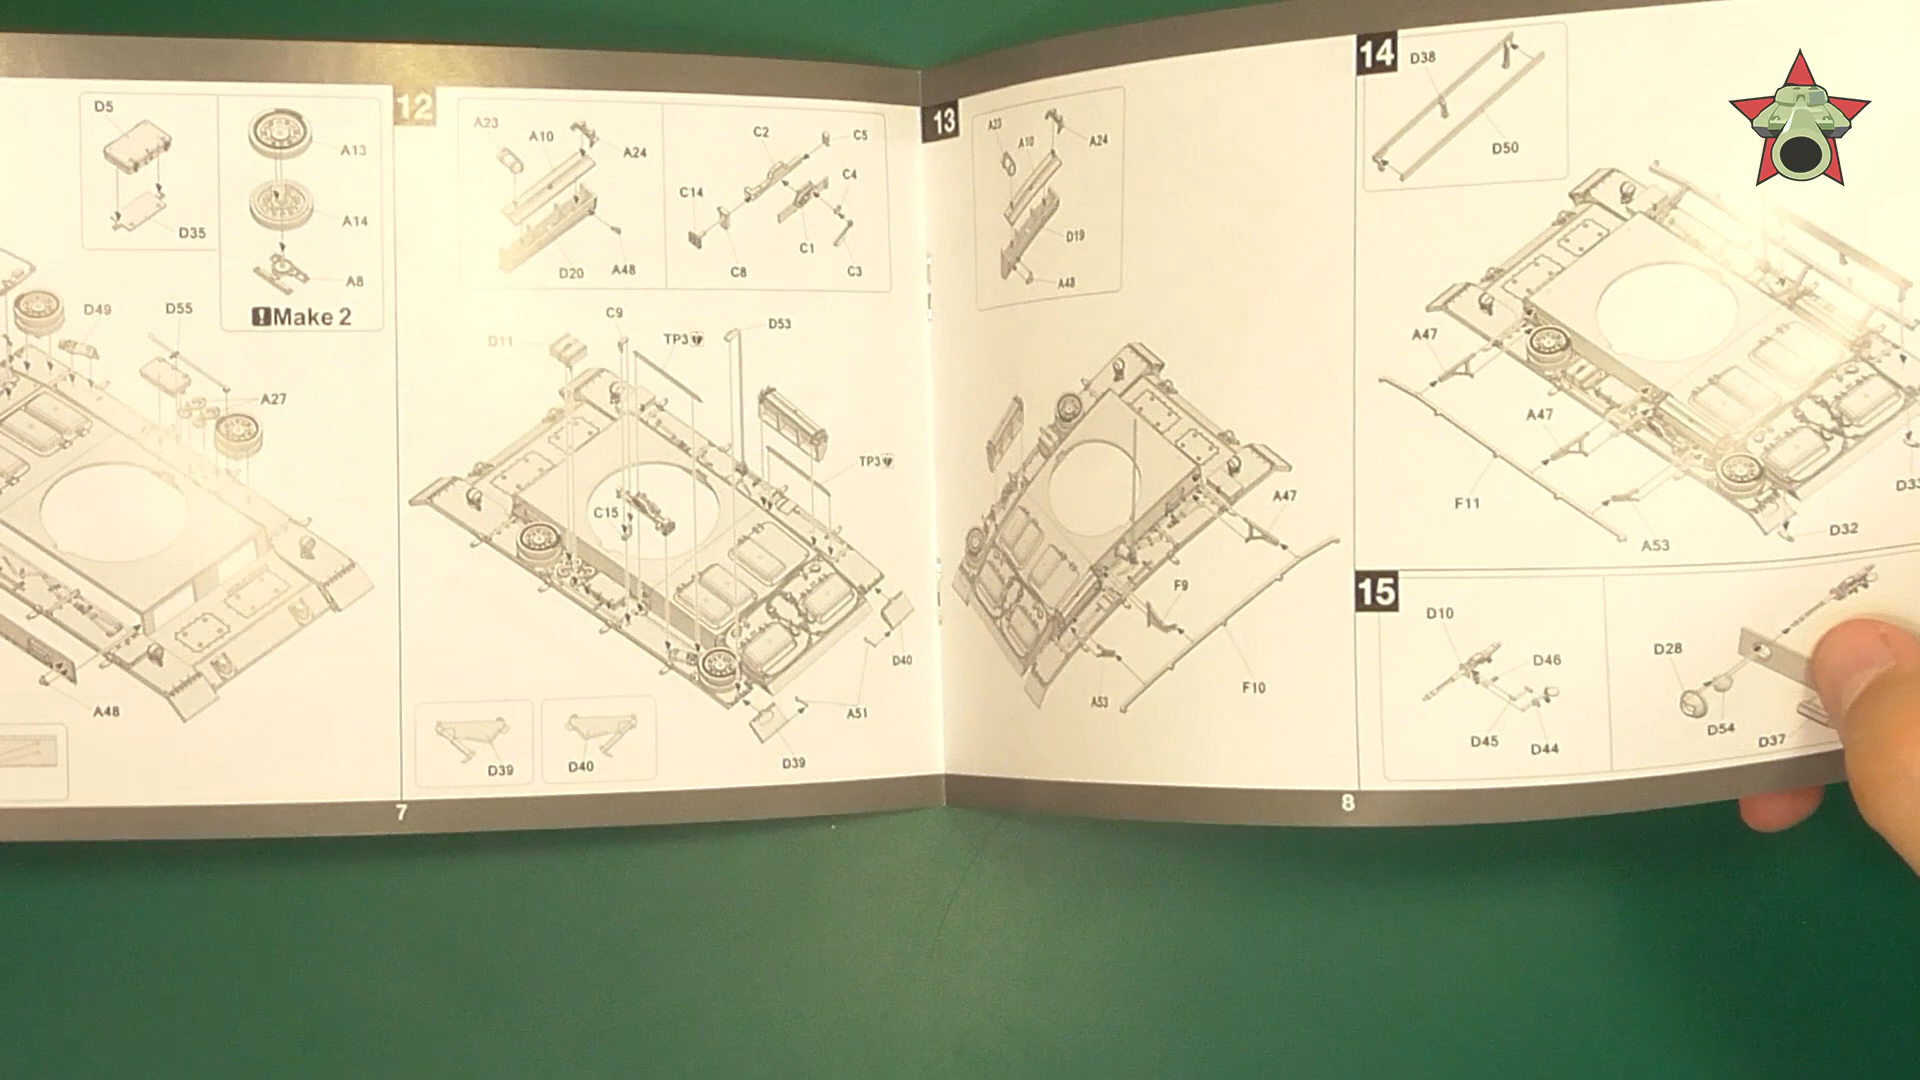 D5
D35
A13
A14
A8
!Make 2
D49
D55
A27
A48
7
12
A23
A10
A24
D20
A48
C2
C5
C4
C14
C8
C1
C3
D11
C9
TP3
D53
TP3
C15
D40
A51
D39
D39
D40
13
A23
A10
A24
D19
A48
A47
F9
F10
A53
8
14
D38
D50
A47
A47
F11
A53
D32
D33
15
D10
D46
D45
D44
D28
D54
D37